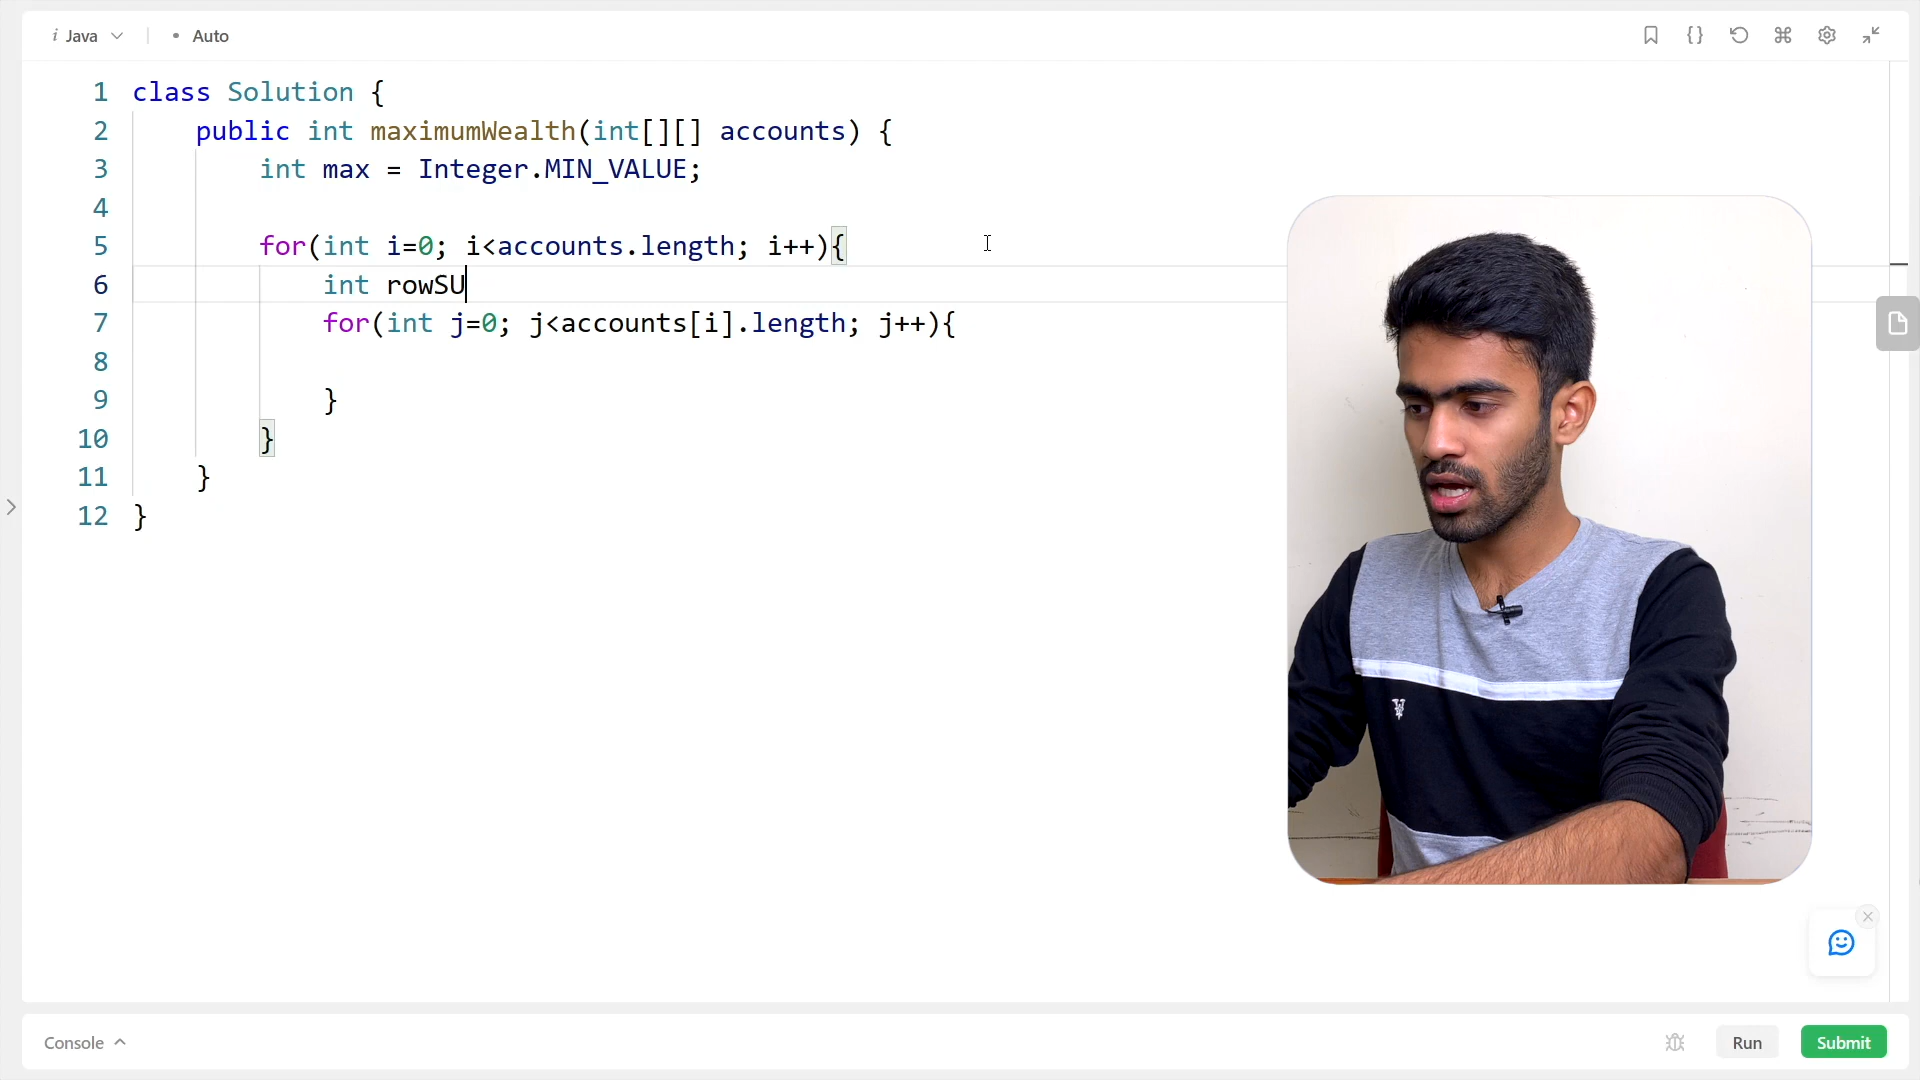 Java
Auto
1 class Solution {
2 public int maximumWealth(int[][] accounts) {
3 int max = Integer.MIN_VALUE;
4
5 for(int i=0; i<accounts.length; i++){
6 int rowSU
7 for(int j=0; j<accounts[i].length; j++){
8
9 }
10 }
11 }
12 }
Console
Run
Submit